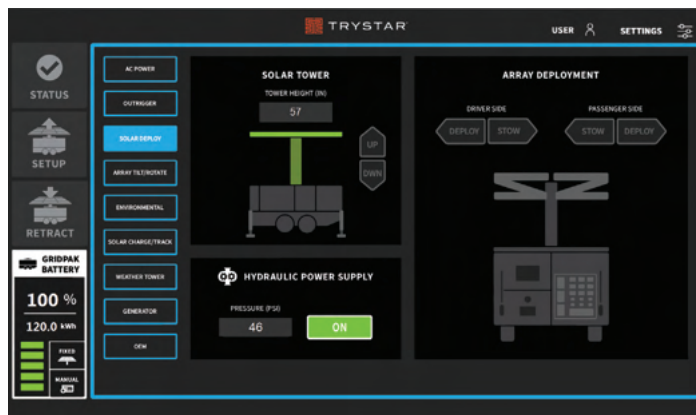 TRYSTAR
USER
SETTINGS
STATUS
SETUP
RETRACT
GRIDPAK
BATTERY
100 %
120.0 kWh
FIXED
MANUAL
AC POWER
OUTRIGGER
SOLAR DEPLOY
ARRAY TILT/ROTATE
ENVIRONMENTAL
SOLAR CHARGE/TRACK
WEATHER TOWER
GENERATOR
OEM
SOLAR TOWER
TOWER HEIGHT (IN)
57
UP
DWN
HYDRAULIC POWER SUPPLY
PRESSURE (PSI)
46
ON
ARRAY DEPLOYMENT
DRIVER SIDE
PASSENGER SIDE
DEPLOY
STOW
STOW
DEPLOY